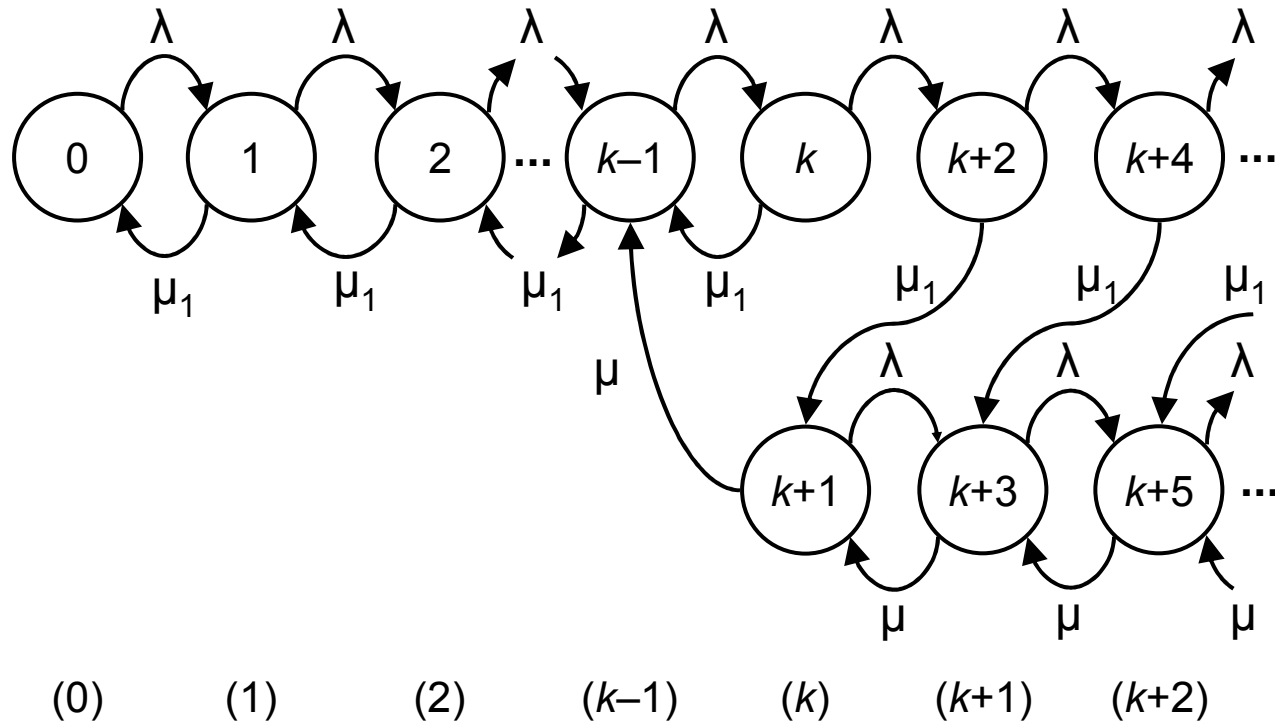 λ λ λ λ λ λ λ
0 1 2 ... k–1 k k+2 k+4 ...
μ₁ μ₁ μ₁ μ₁ μ₁ μ₁ μ₁
μ λ λ λ
k+1 k+3 k+5 ...
μ μ μ
(0) (1) (2) (k–1) (k) (k+1) (k+2)